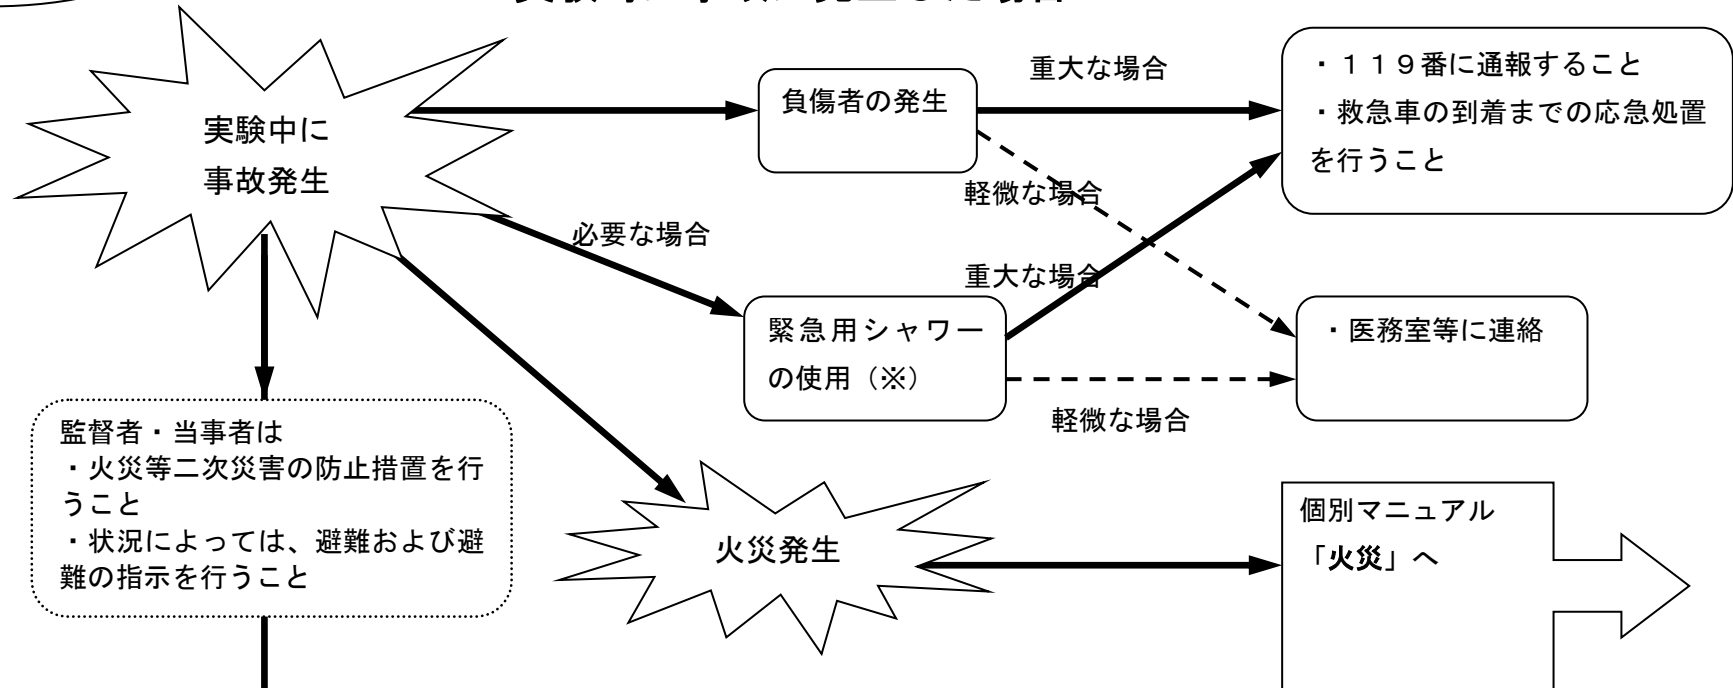 実験中に
事故発生
負傷者の発生
重大な場合
・１１９番に通報すること
・救急車の到着までの応急処置
を行うこと
軽微な場合
必要な場合
重大な場合
緊急用シャワー
の使用（※）
・医務室等に連絡
軽微な場合
監督者・当事者は
・火災等二次災害の防止措置を行
うこと
・状況によっては、避難および避
難の指示を行うこと
火災発生
個別マニュアル
「火災」へ